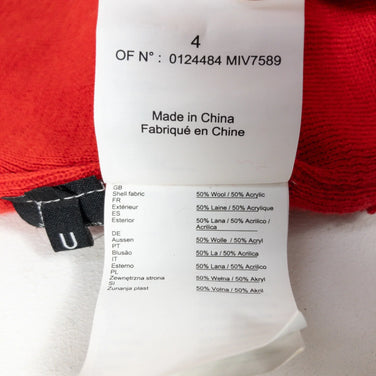 4
OF N° : 0124484 MIV7589
Made in China
Fabriqué en Chine
GB
Shell fabric 50% Wool / 50% Acrylic
FR
Extérieur 50% Laine / 50% Acrylique
ES
Exterior 50% Lana / 50% Acrílico /
Acrílica
DE
Aussen 50% Wolle / 50% Acryl
PT
Blusão 50% Lã / 50% Acrílica
IT
Esterno 50% Lana / 50% Acrilico
PL
Zewnętrzna strona 50% Wełna / 50% Akryl
SI
Zunanja plast 50% Volna / 50% Akril
U